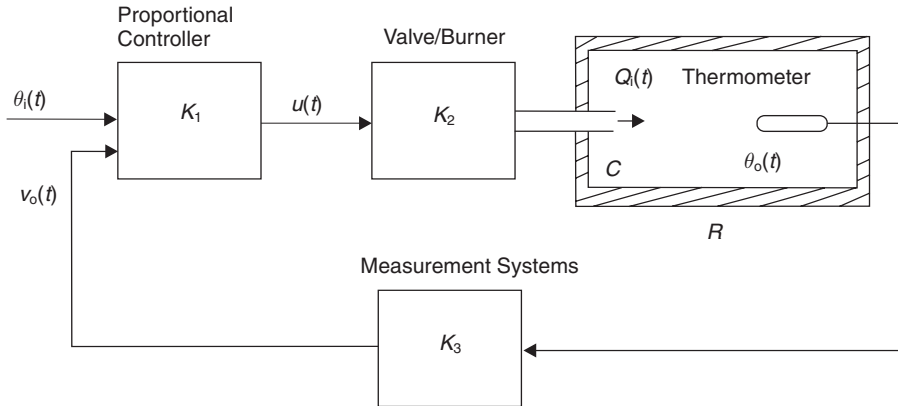 Proportional
Controller
Valve/Burner
θi(t)
K1
u(t)
K2
Qi(t)
Thermometer
θo(t)
C
vo(t)
R
Measurement Systems
K3